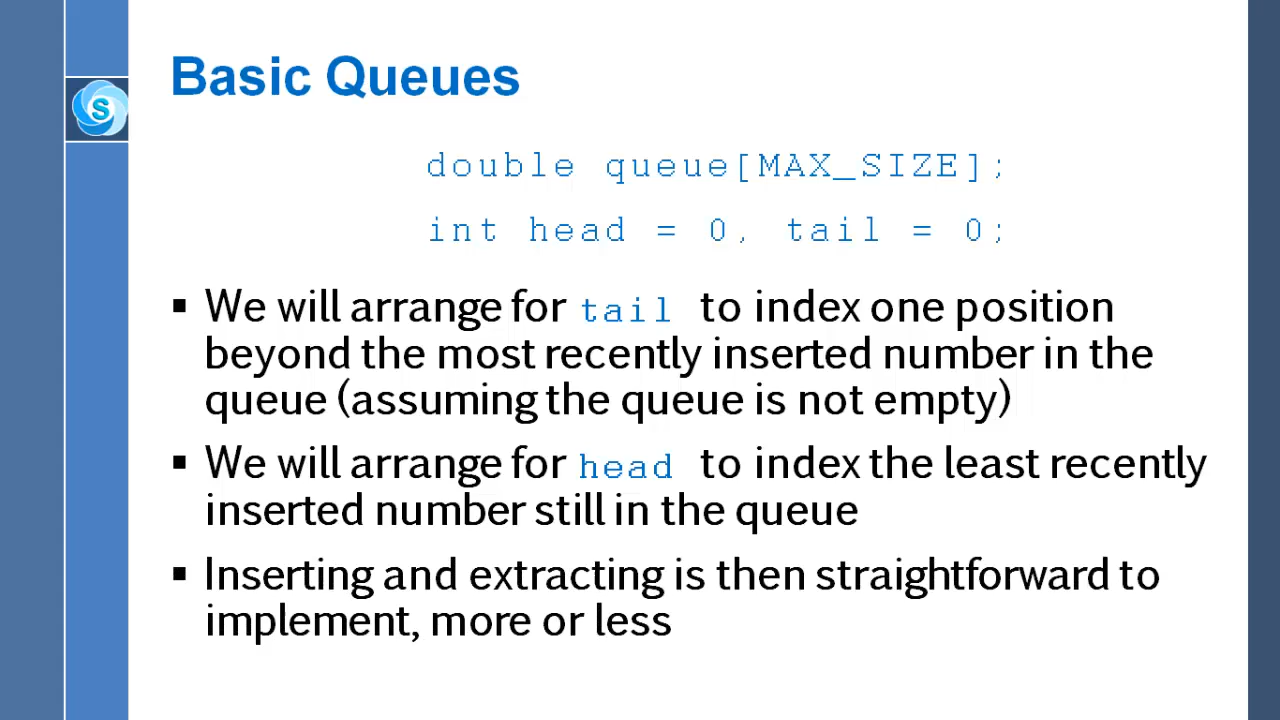 Basic Queues
S
double queue[MAX_SIZE];
int head = 0, tail = 0;
▪ We will arrange for tail to index one position
beyond the most recently inserted number in the
queue (assuming the queue is not empty)
▪ We will arrange for head to index the least recently
inserted number still in the queue
▪ Inserting and extracting is then straightforward to
implement, more or less